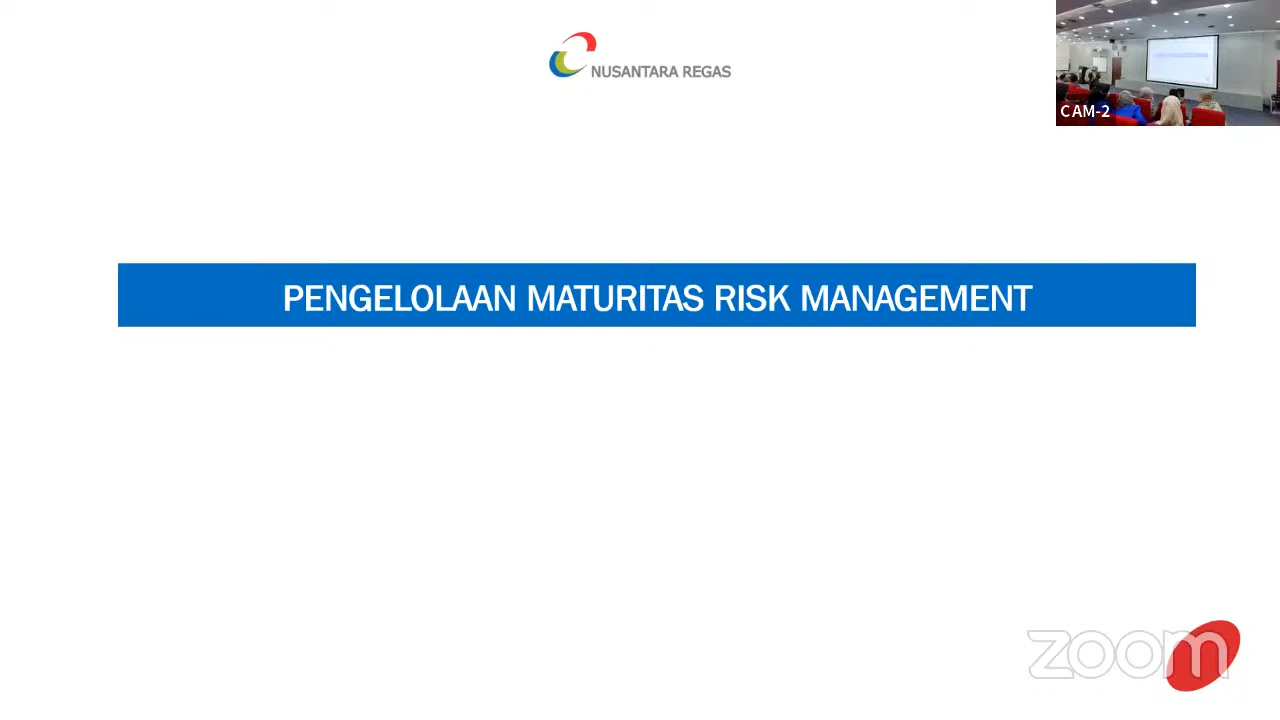 NUSANTARA REGAS
CAM-2
PENGELOLAAN MATURITAS RISK MANAGEMENT
zoom